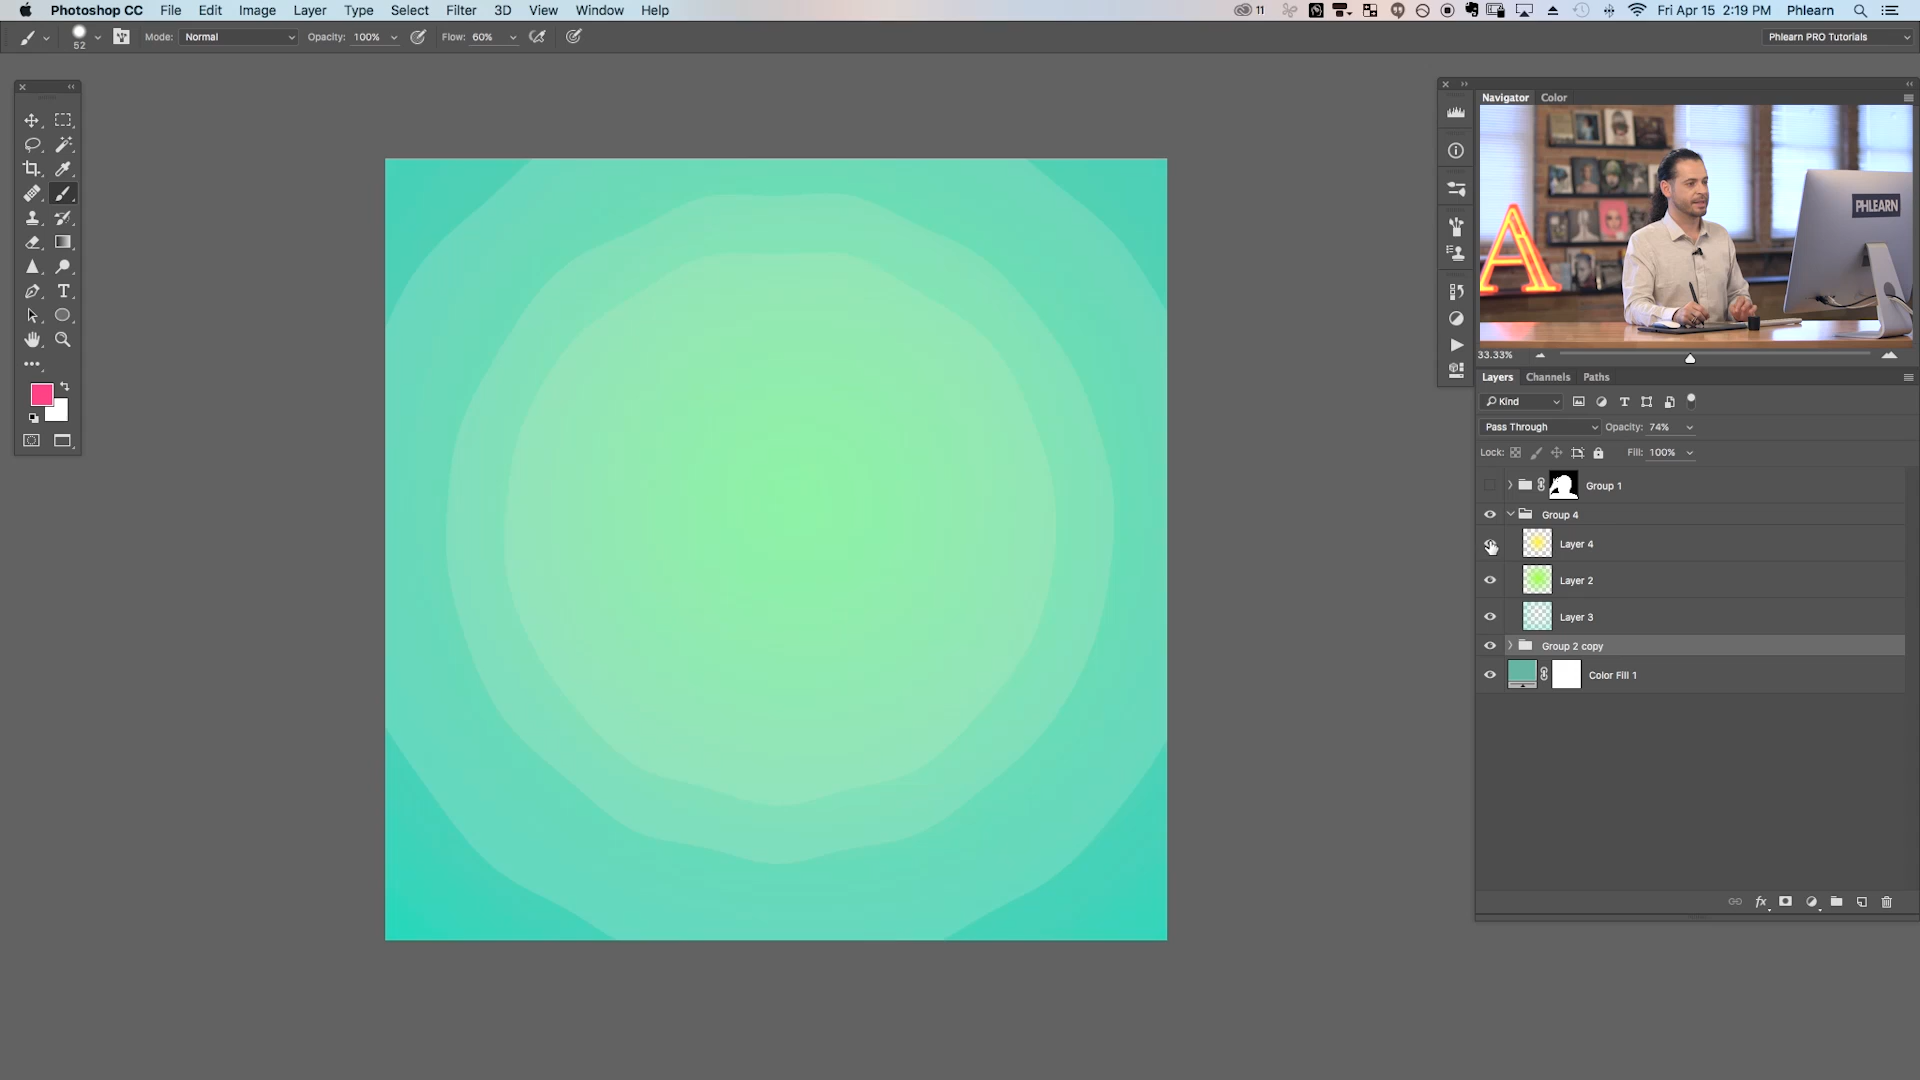 Photoshop CC File Edit Image Layer Type Select Filter 3D View Window Help 11 Fri Apr 15 2:19 PM Phlearn
52 Mode: Normal Opacity: 100% Flow: 60% Phlearn PRO Tutorials
Navigator Color
PHLEARN
A
33.33%
Layers Channels Paths
Kind
Pass Through Opacity: 74%
Lock: Fill: 100%
Group 1
Group 4
Layer 4
Layer 2
Layer 3
Group 2 copy
Color Fill 1
fx